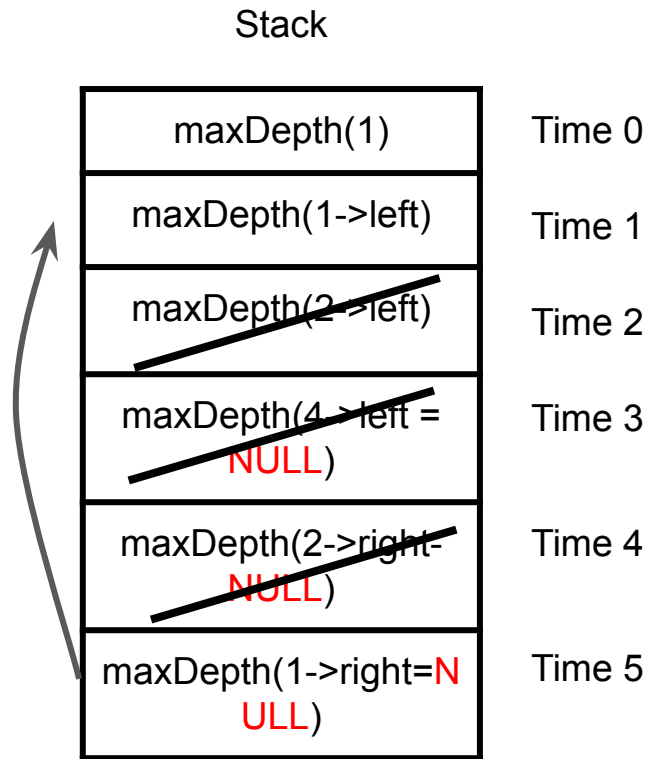 Stack
maxDepth(1) Time 0
maxDepth(1->left) Time 1
maxDepth(2->left) Time 2
maxDepth(4->left = Time 3
NULL)
maxDepth(2->right- Time 4
NULL)
maxDepth(1->right=N Time 5
ULL)